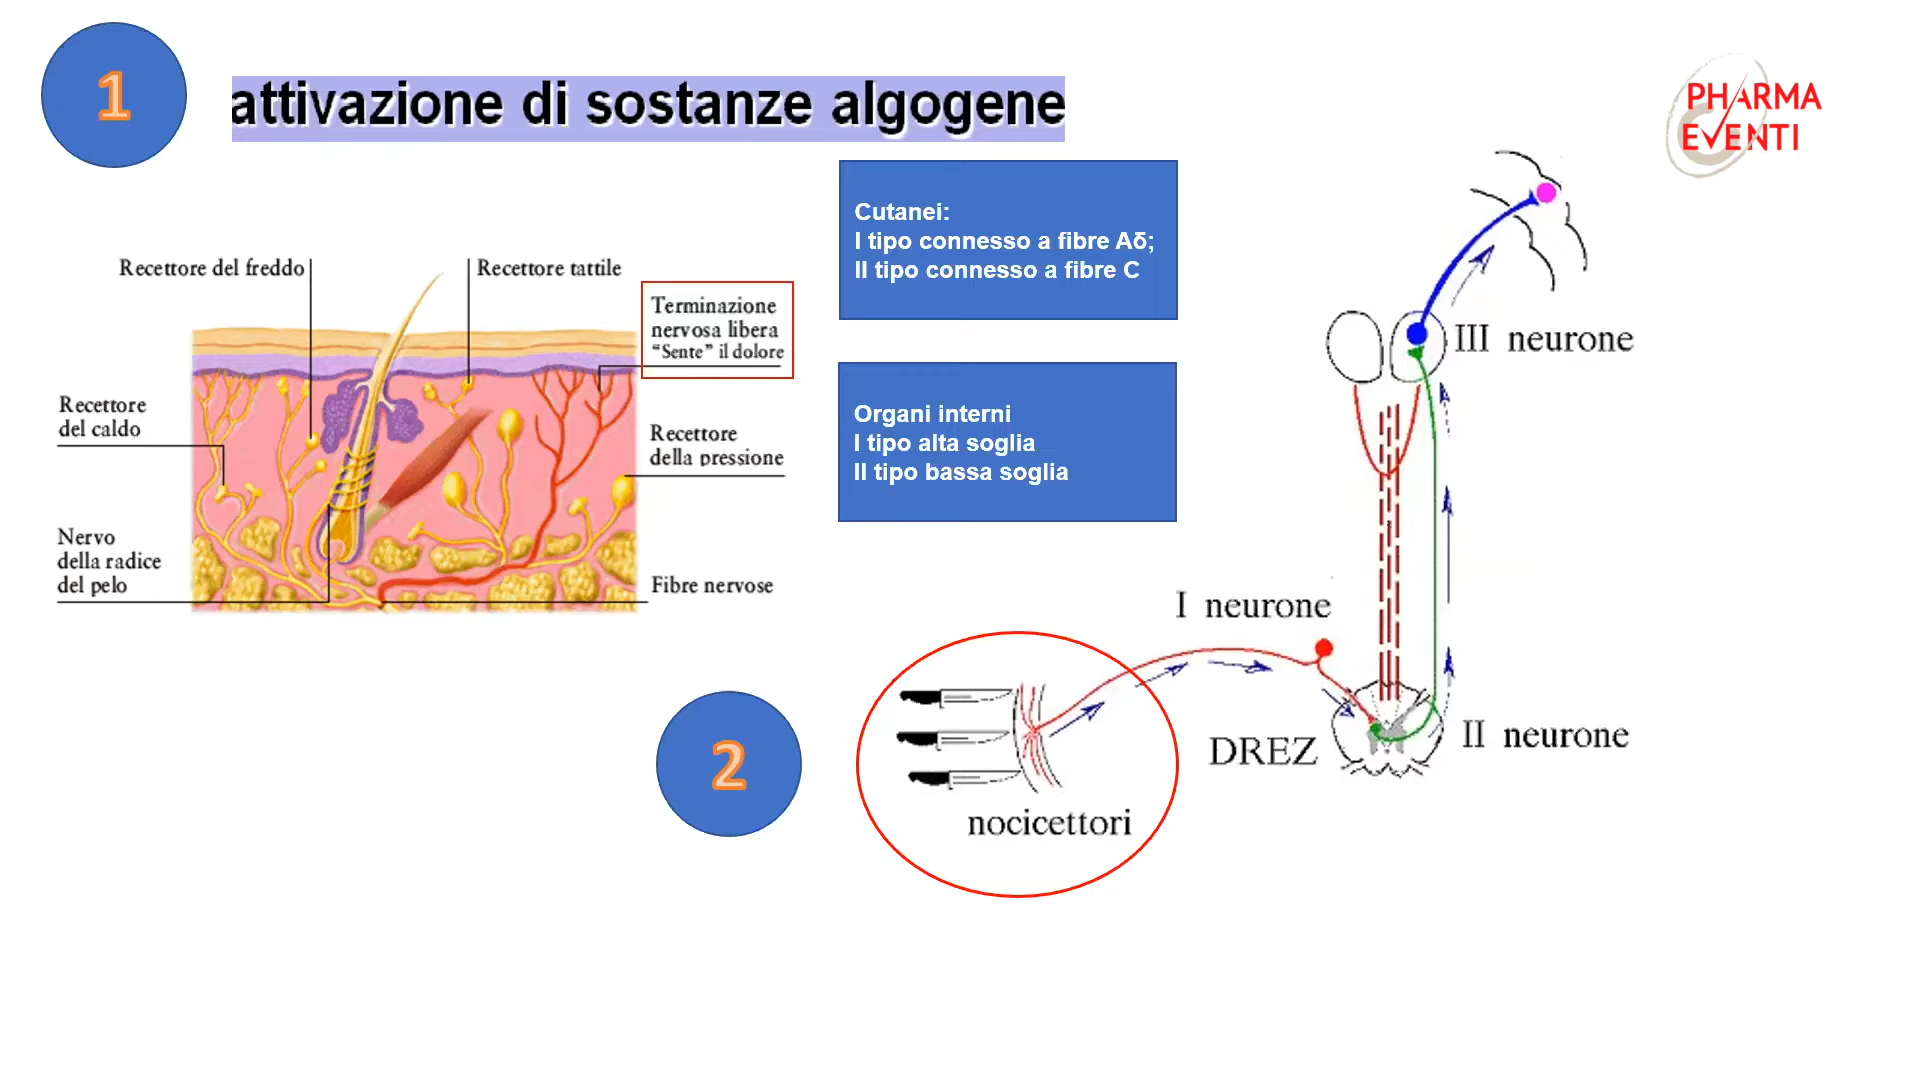 1
attivazione di sostanze algogene
PHARMA
EVENTI
Cutanei:
I tipo connesso a fibre Aδ;
II tipo connesso a fibre C
Recettore del freddo
Recettore tattile
Terminazione
nervosa libera
“Sente” il dolore
Recettore
del caldo
Recettore
della pressione
Nervo
della radice
del pelo
Fibre nervose
Organi interni
I tipo alta soglia
II tipo bassa soglia
III neurone
I neurone
II neurone
DREZ
2
nocicettori